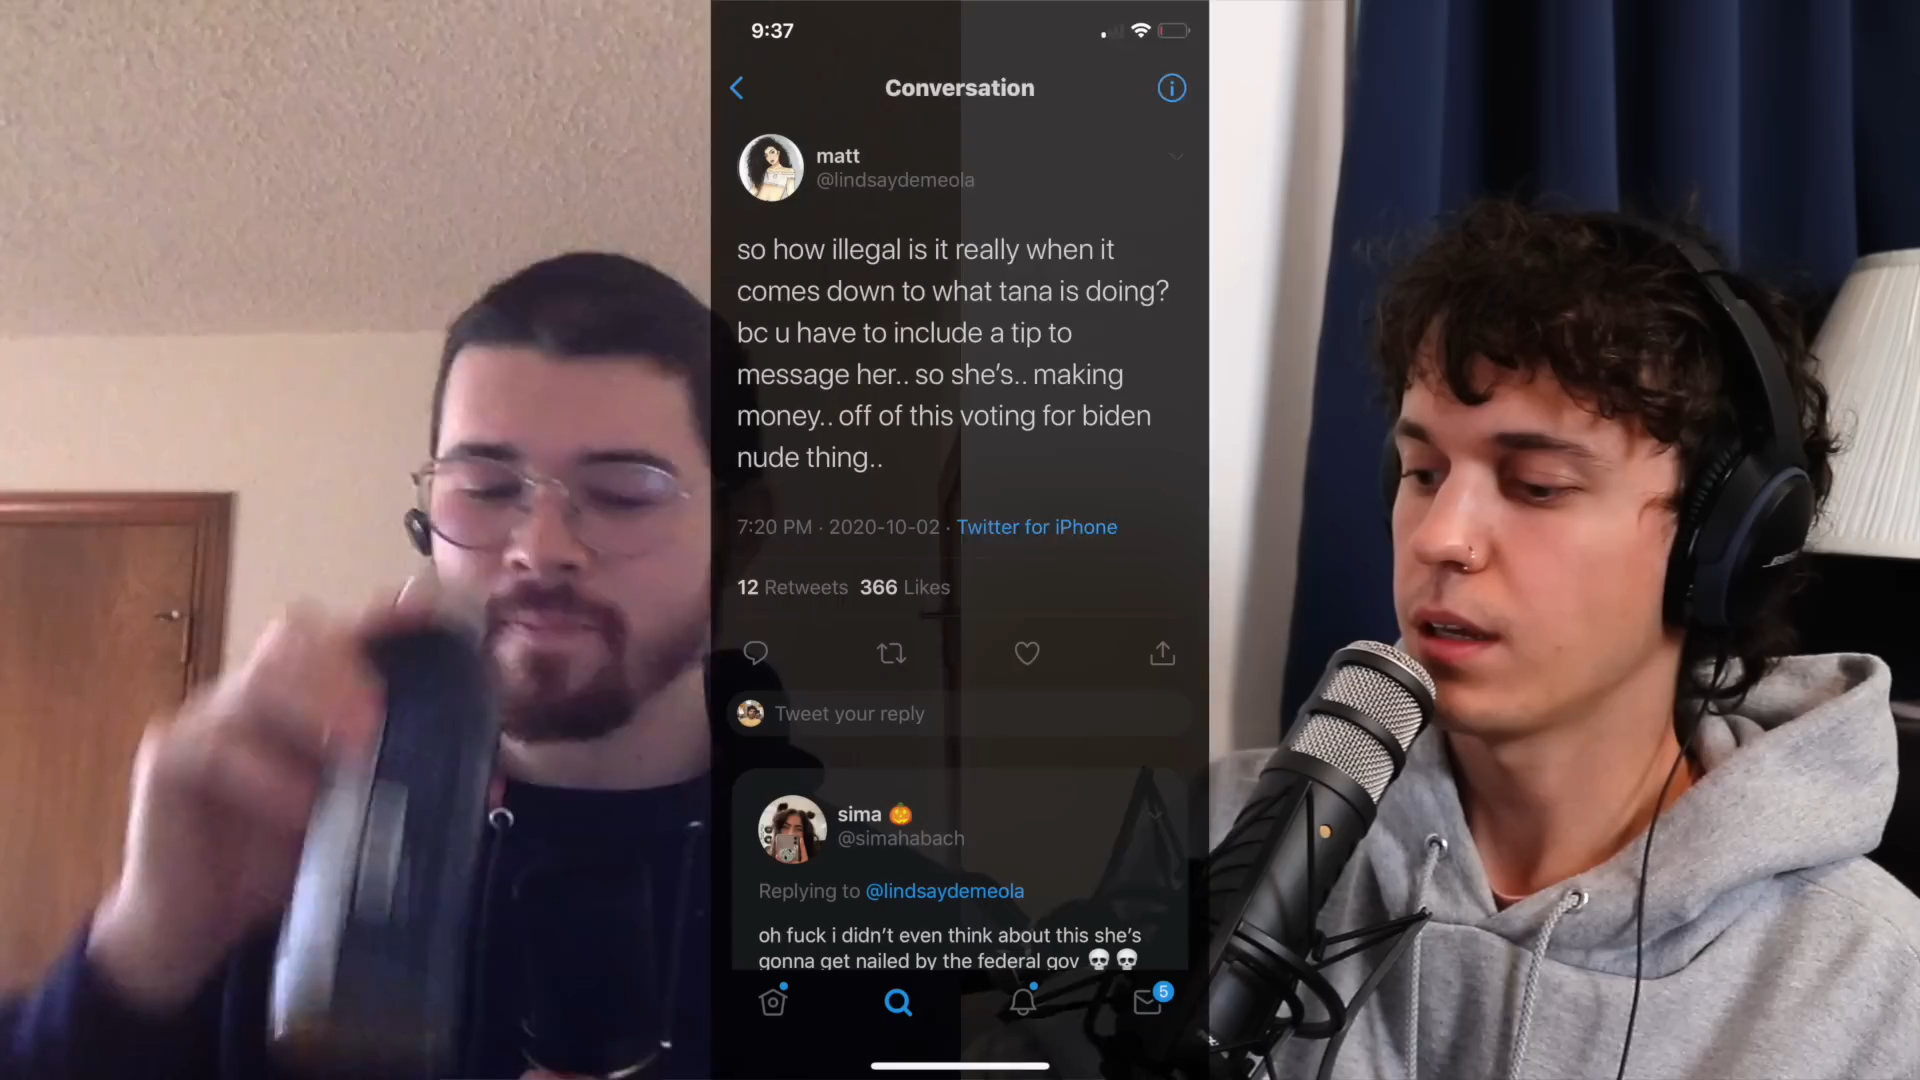 9:37
Conversation
matt
@lindsaydemeola
so how illegal is it really when it
comes down to what tana is doing?
bc u have to include a tip to
message her.. so she's.. making
money.. off of this voting for biden
nude thing..
7:20 PM · 2020-10-02 · Twitter for iPhone
12 Retweets 366 Likes
Tweet your reply
sima 🎃
@simahabach
Replying to @lindsaydemeola
oh fuck i didn't even think about this she's
gonna get nailed by the federal gov 💀💀
5